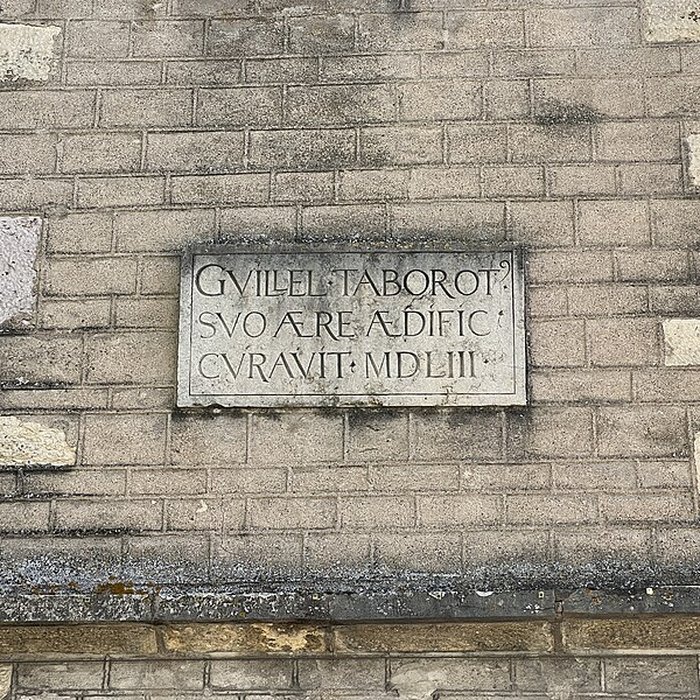 GVILLEL·TABOROT⁹
SVO ÆRE ÆDIFIC·
CVRAVIT·MDLIII·